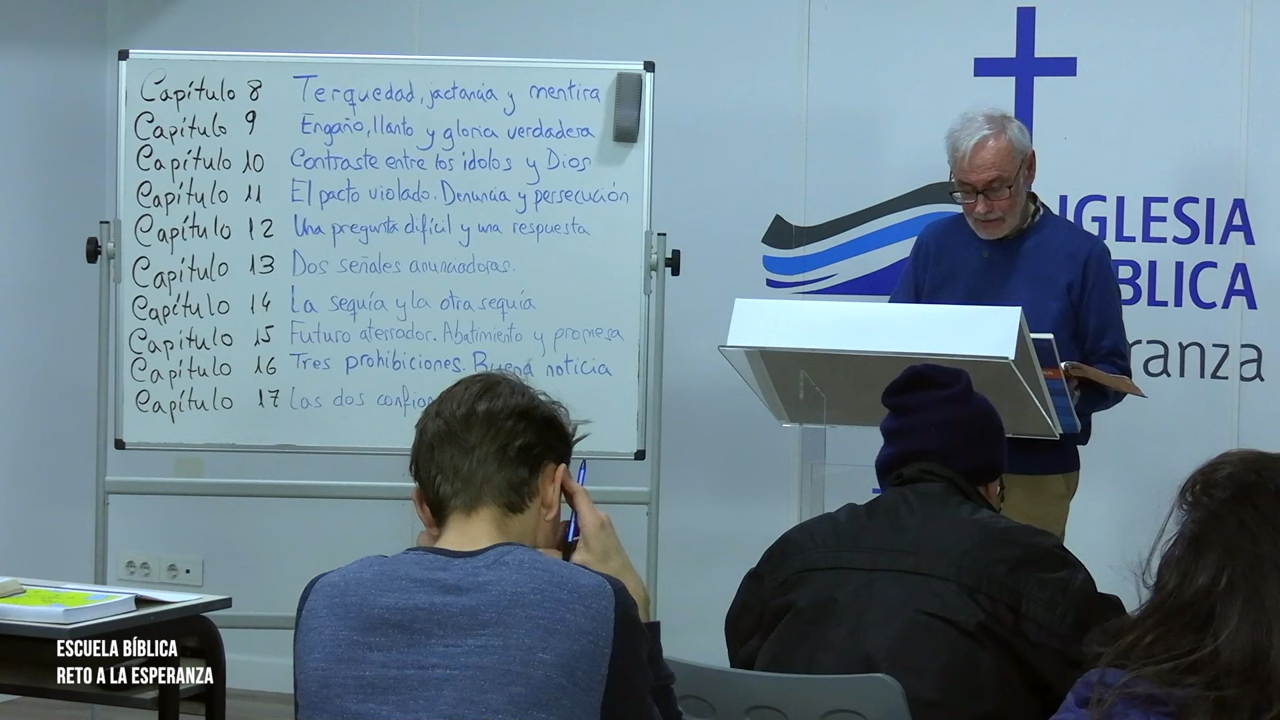 Capítulo 8 Terquedad, jactancia y mentira
Capítulo 9 Engaño, llanto y gloria verdadera
Capítulo 10 Contraste entre los ídolos y Dios
Capítulo 11 El pacto violado. Denuncia y persecución
Capítulo 12 Una pregunta difícil y una respuesta
Capítulo 13 Dos señales anunciadoras.
Capítulo 14 La sequía y la otra sequía
Capítulo 15 Futuro aterrador. Abatimiento y promesa
Capítulo 16 Tres prohibiciones. Buena noticia
Capítulo 17 Las dos
IGLESIA
BLICA
ranza
ESCUELA BÍBLICA
RETO A LA ESPERANZA